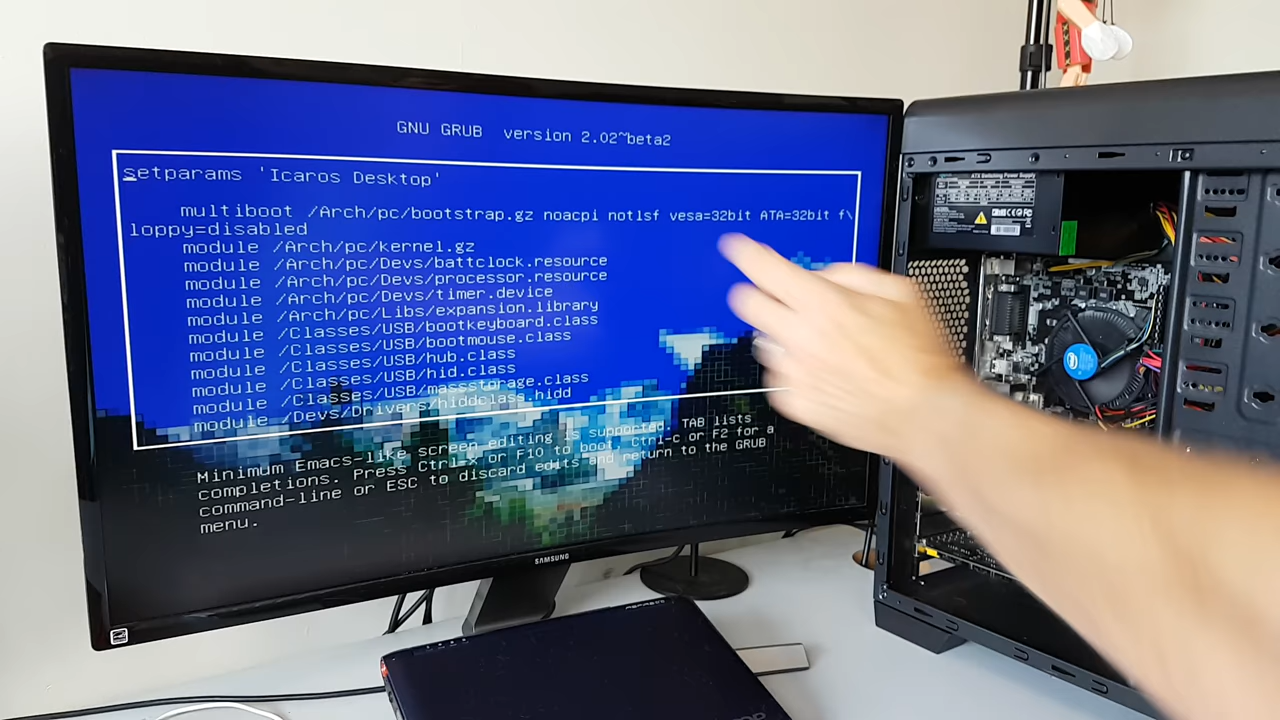 GNU GRUB version 2.02~beta2
setparams 'Icaros Desktop'
multiboot /Arch/pc/bootstrap.gz noacpi notlsf vesa=32bit ATA=32bit f\
loppy=disabled
module /Arch/pc/kernel.gz
module /Arch/pc/Devs/battclock.resource
module /Arch/pc/Devs/processor.resource
module /Arch/pc/Devs/timer.device
module /Arch/pc/Libs/expansion.library
module /Classes/USB/bootkeyboard.class
module /Classes/USB/bootmouse.class
module /Classes/USB/hub.class
module /Classes/USB/hid.class
module /Classes/USB/massstorage.class
module /Devs/Drivers/hiddclass.hidd
Minimum Emacs-like screen editing is supported. TAB lists
completions. Press Ctrl-x or F10 to boot, Ctrl-c or F2 for a
command-line or ESC to discard edits and return to the GRUB
menu.
SAMSUNG
ATX Switching Power Supply
intel